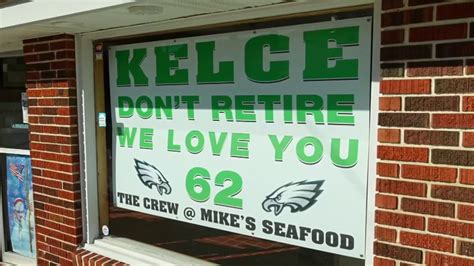 KELCE
DON'T RETIRE
WE LOVE YOU
62
THE CREW @ MIKE'S SEAFOOD